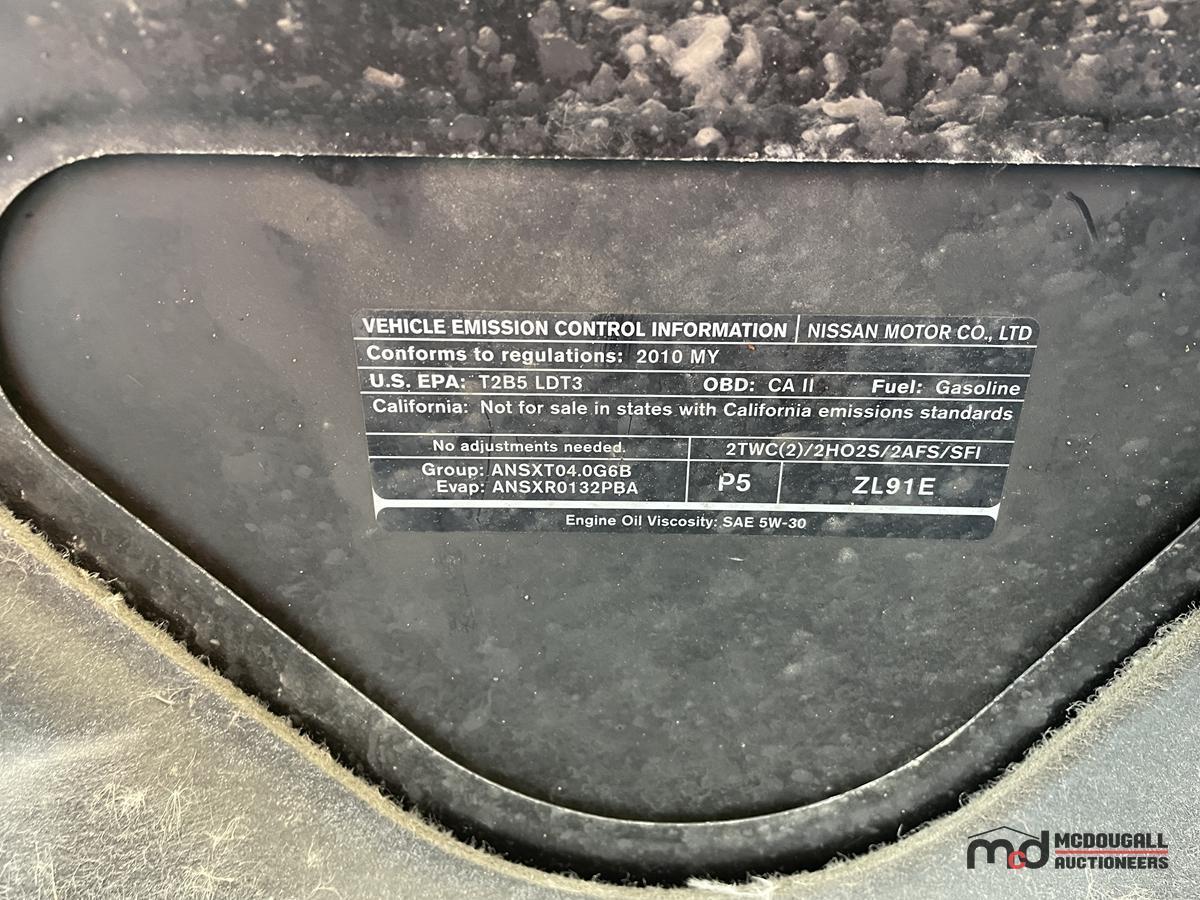 VEHICLE EMISSION CONTROL INFORMATION NISSAN MOTOR CO., LTD
Conforms to regulations: 2010 MY
U.S. EPA: T2B5 LDT3 OBD: CA II Fuel: Gasoline
California: Not for sale in states with California emissions standards
No adjustments needed. 2TWC(2)/2HO2S/2AFS/SFI
Group: ANSXT04.0G6B
Evap: ANSXR0132PBA
P5 ZL91E
Engine Oil Viscosity: SAE 5W-30
mcd MCDOUGALL
AUCTIONEERS